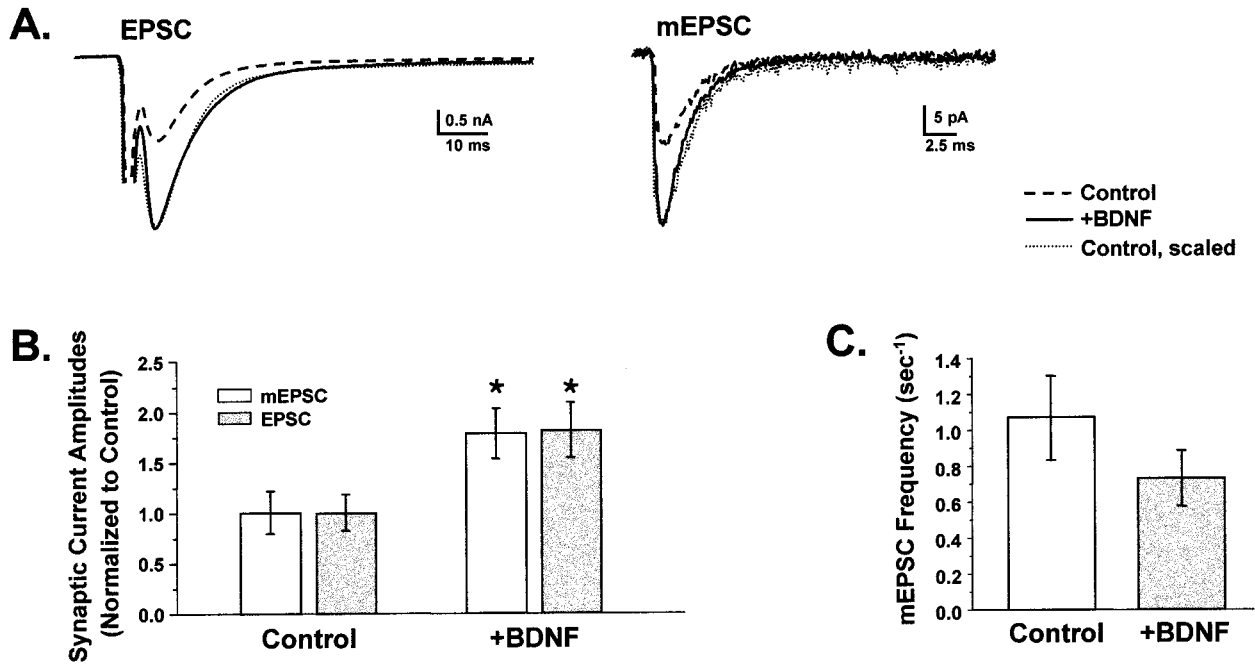 A.
EPSC
mEPSC
0.5 nA
10 ms
5 pA
2.5 ms
Control
+BDNF
Control, scaled
B.
Synaptic Current Amplitudes
(Normalized to Control)
2.5
2.0
1.5
1.0
0.5
0.0
mEPSC
EPSC
*
*
Control
+BDNF
C.
mEPSC Frequency (sec-1)
1.4
1.2
1.0
0.8
0.6
0.4
0.2
0.0
Control
+BDNF